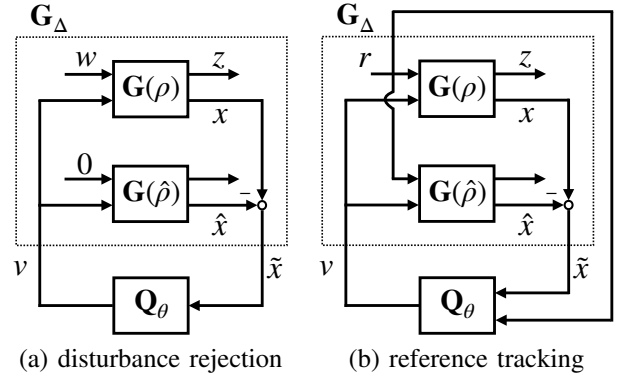 G_Δ
w
z
G(ρ)
x
0
G(ρ̂)
−
x̂
v
x̃
Q_θ
(a) disturbance rejection
G_Δ
r
z
G(ρ)
x
G(ρ̂)
−
x̂
v
x̃
Q_θ
(b) reference tracking